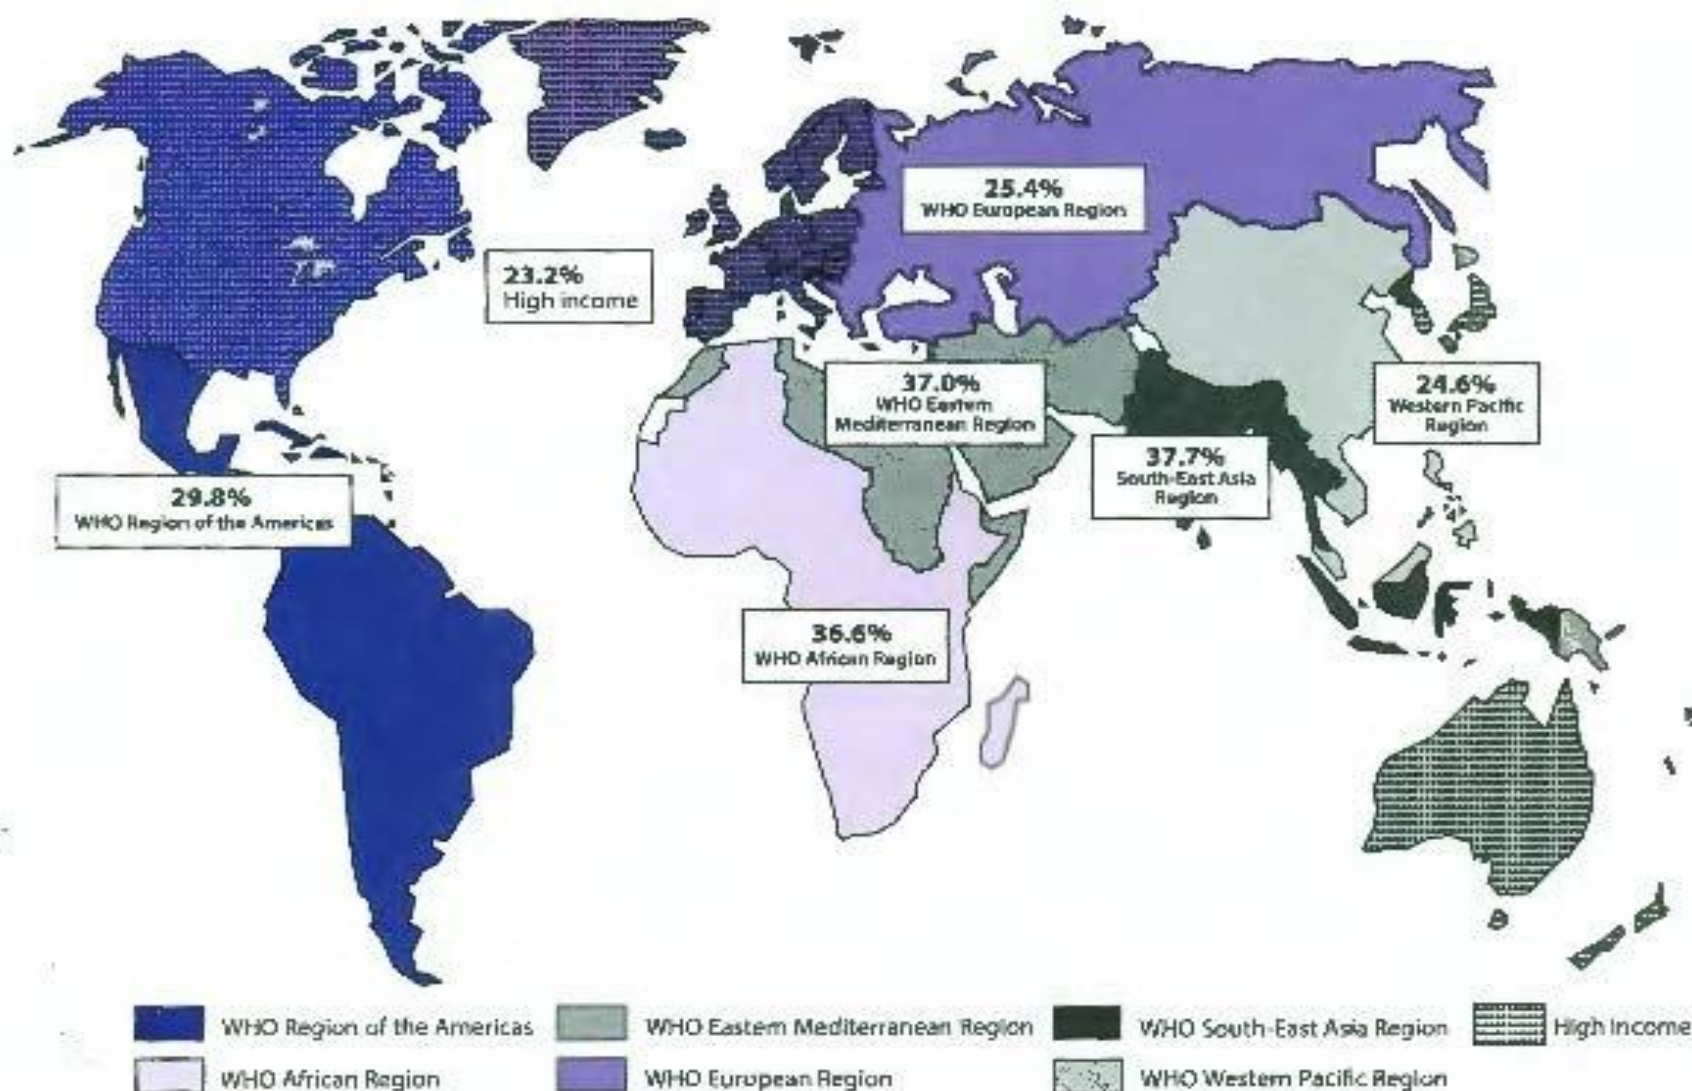 25.4%
WHO European Region
23.2%
High income
37.0%
WHO Eastern
Mediterranean Region
24.6%
Western Pacific
Region
37.7%
South-East Asia
Region
29.8%
WHO Region of the Americas
36.6%
WHO African Region
WHO Region of the Americas
WHO Eastern Mediterranean Region
WHO South-East Asia Region
High Income
WHO African Region
WHO European Region
WHO Western Pacific Region